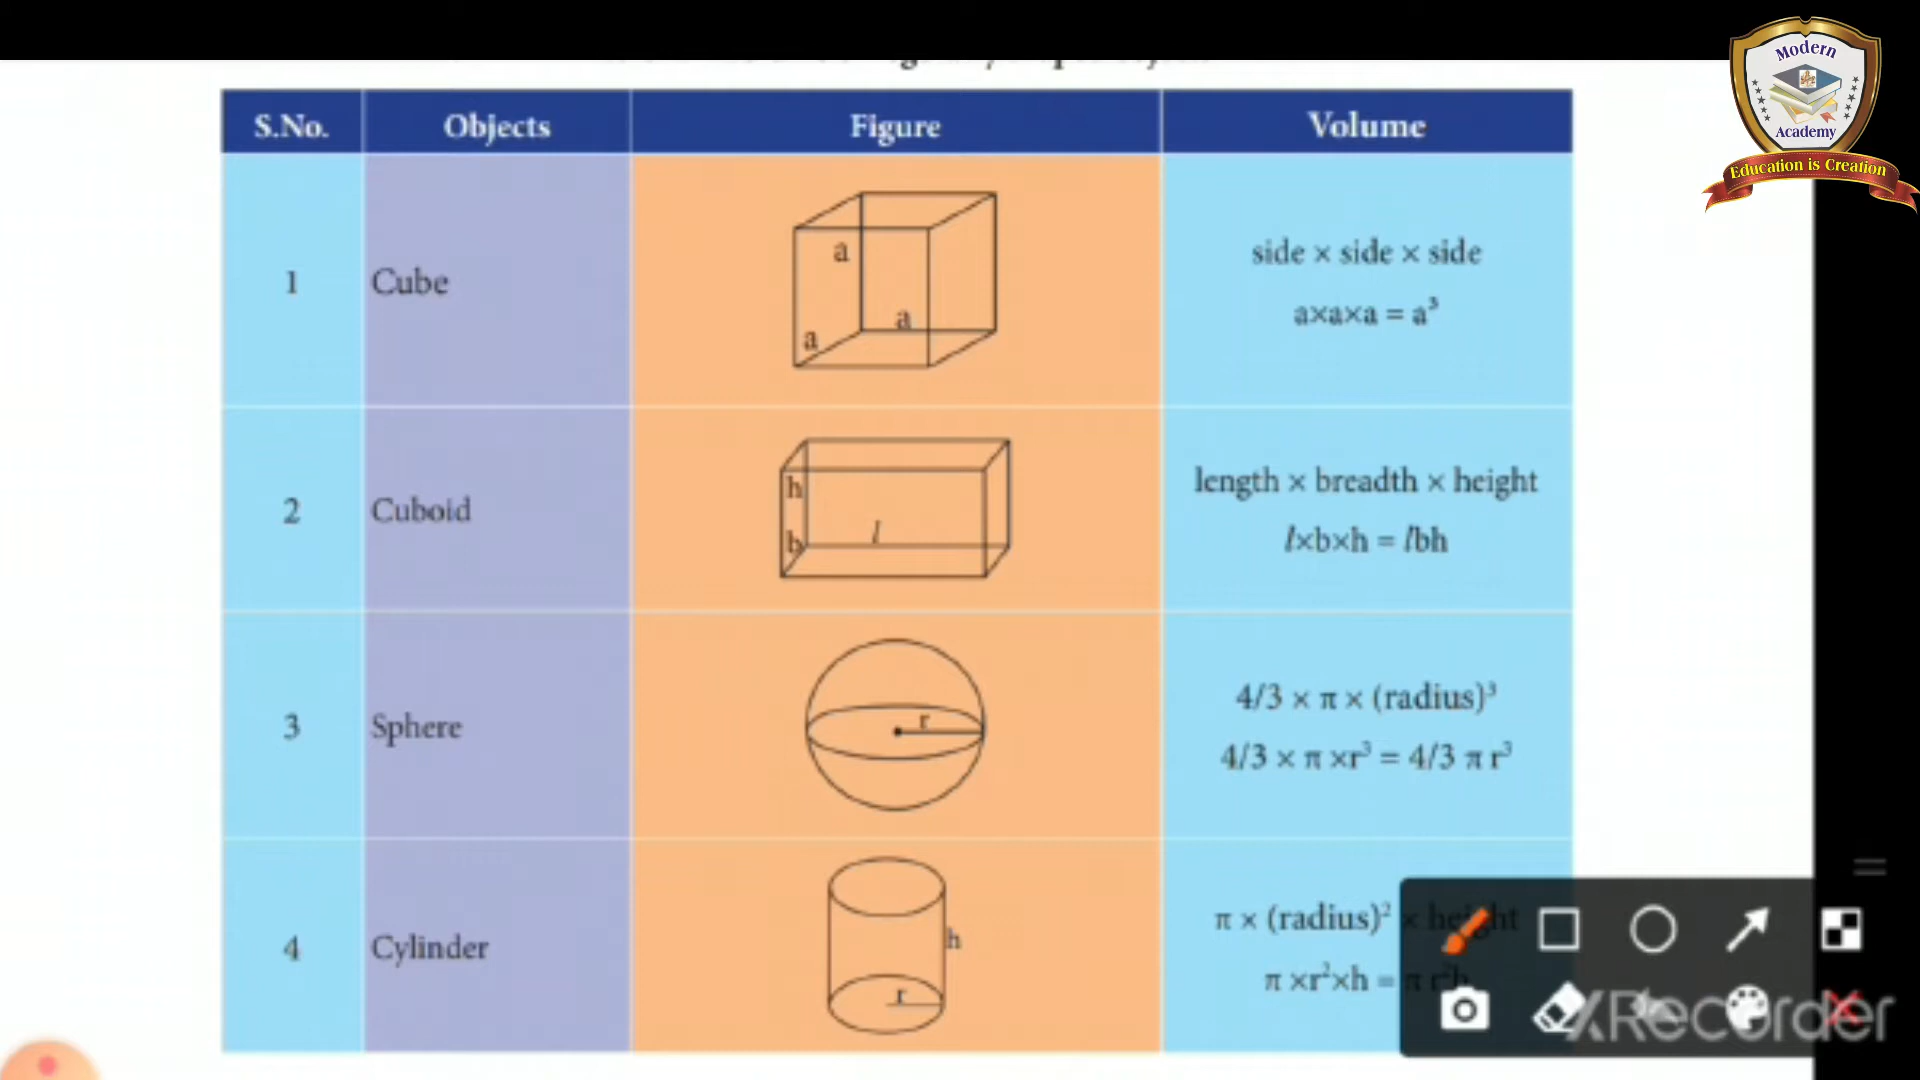 Modern
Academy
Education is Creation
S.No. Objects Figure Volume
1 Cube a a a side × side × side
a×a×a = a³
2 Cuboid h b l length × breadth × height
l×b×h = lbh
3 Sphere r 4/3 × π × (radius)³
4/3 × π ×r³ = 4/3 π r³
4 Cylinder h r π × (radius)² × height
π ×r²×h = π r²h
XRecorder